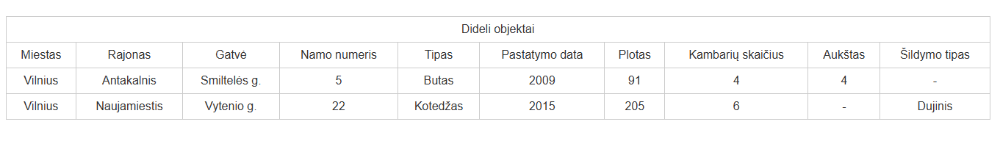 Dideli objektai
Miestas Rajonas Gatvė Namo numeris Tipas Pastatymo data Plotas Kambarių skaičius Aukštas Šildymo tipas
Vilnius Antakalnis Smiltelės g. 5 Butas 2009 91 4 4 -
Vilnius Naujamiestis Vytenio g. 22 Kotedžas 2015 205 6 - Dujinis